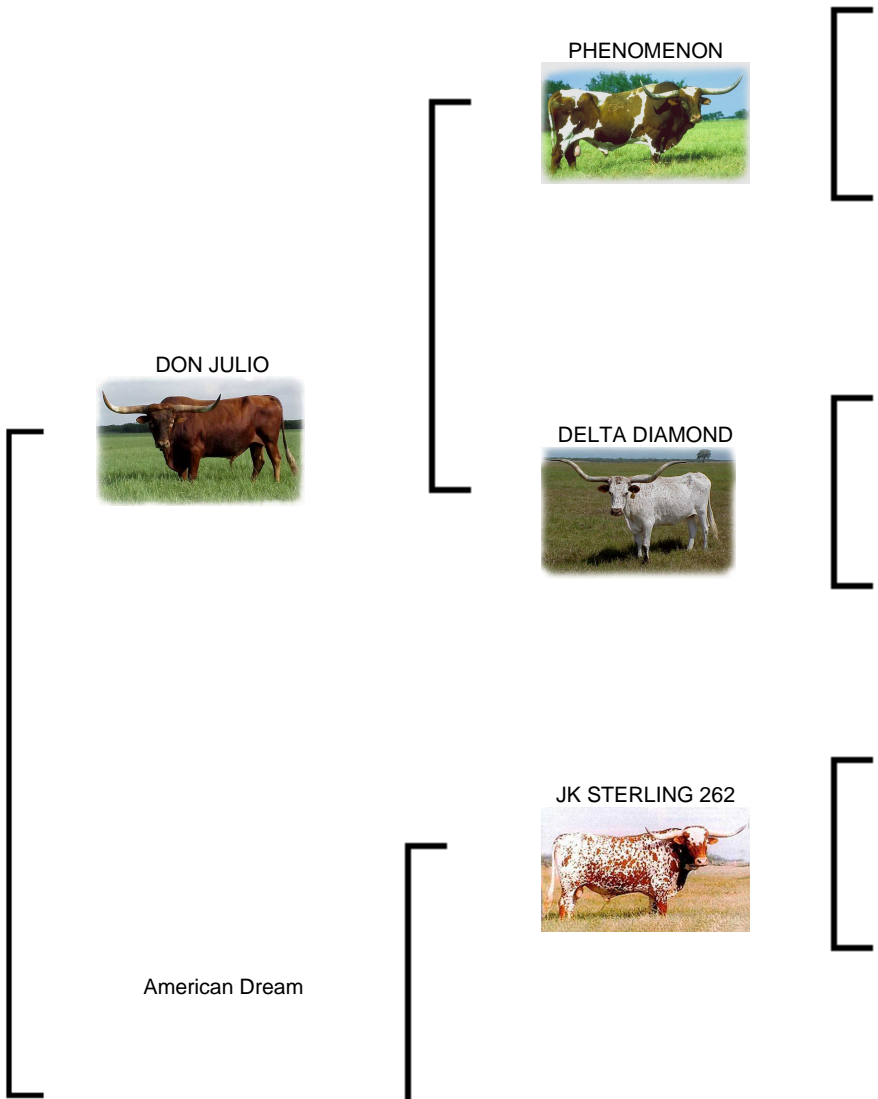 PHENOMENON
DON JULIO
DELTA DIAMOND
JK STERLING 262
American Dream